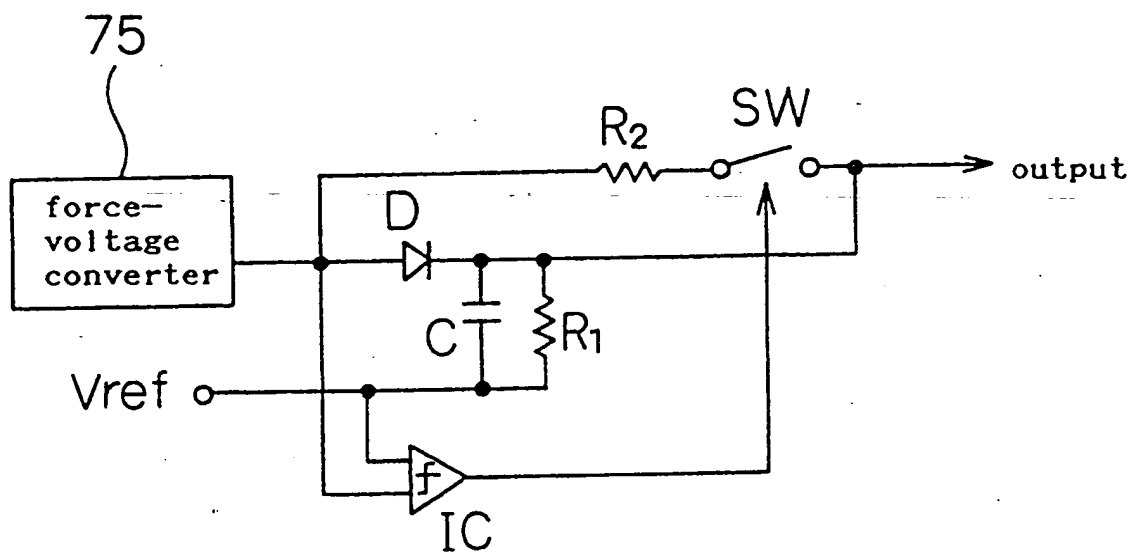 75
SW
R2
output
force-
voltage
converter
D
C
R1
Vref
IC